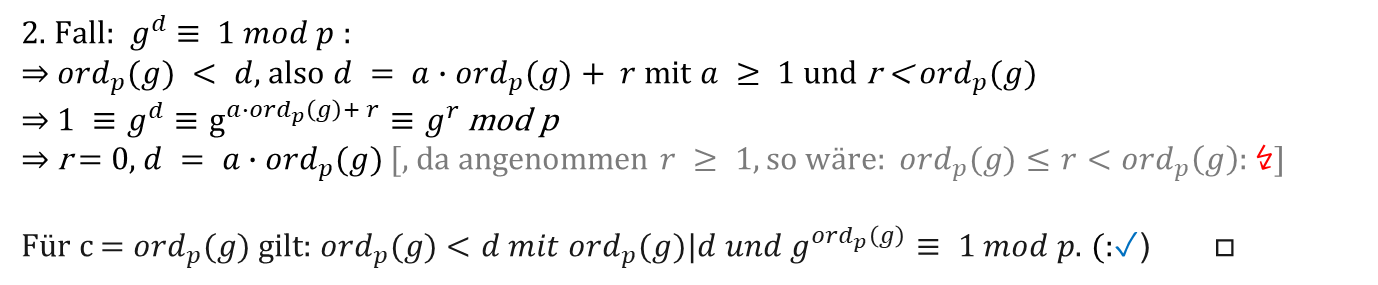 2. Fall: g^d ≡ 1 mod p :
⇒ ord_p(g) < d, also d = a · ord_p(g) + r mit a ≥ 1 und r<ord_p(g)
⇒ 1 ≡ g^d ≡ g^{a·ord_p(g)+ r} ≡ g^r mod p
⇒ r= 0, d = a · ord_p(g) [, da angenommen r ≥ 1, so wäre: ord_p(g) ≤ r < ord_p(g): ↯]
Für c = ord_p(g) gilt: ord_p(g) < d mit ord_p(g)|d und g^{ord_p(g)} ≡ 1 mod p. (:✓) □